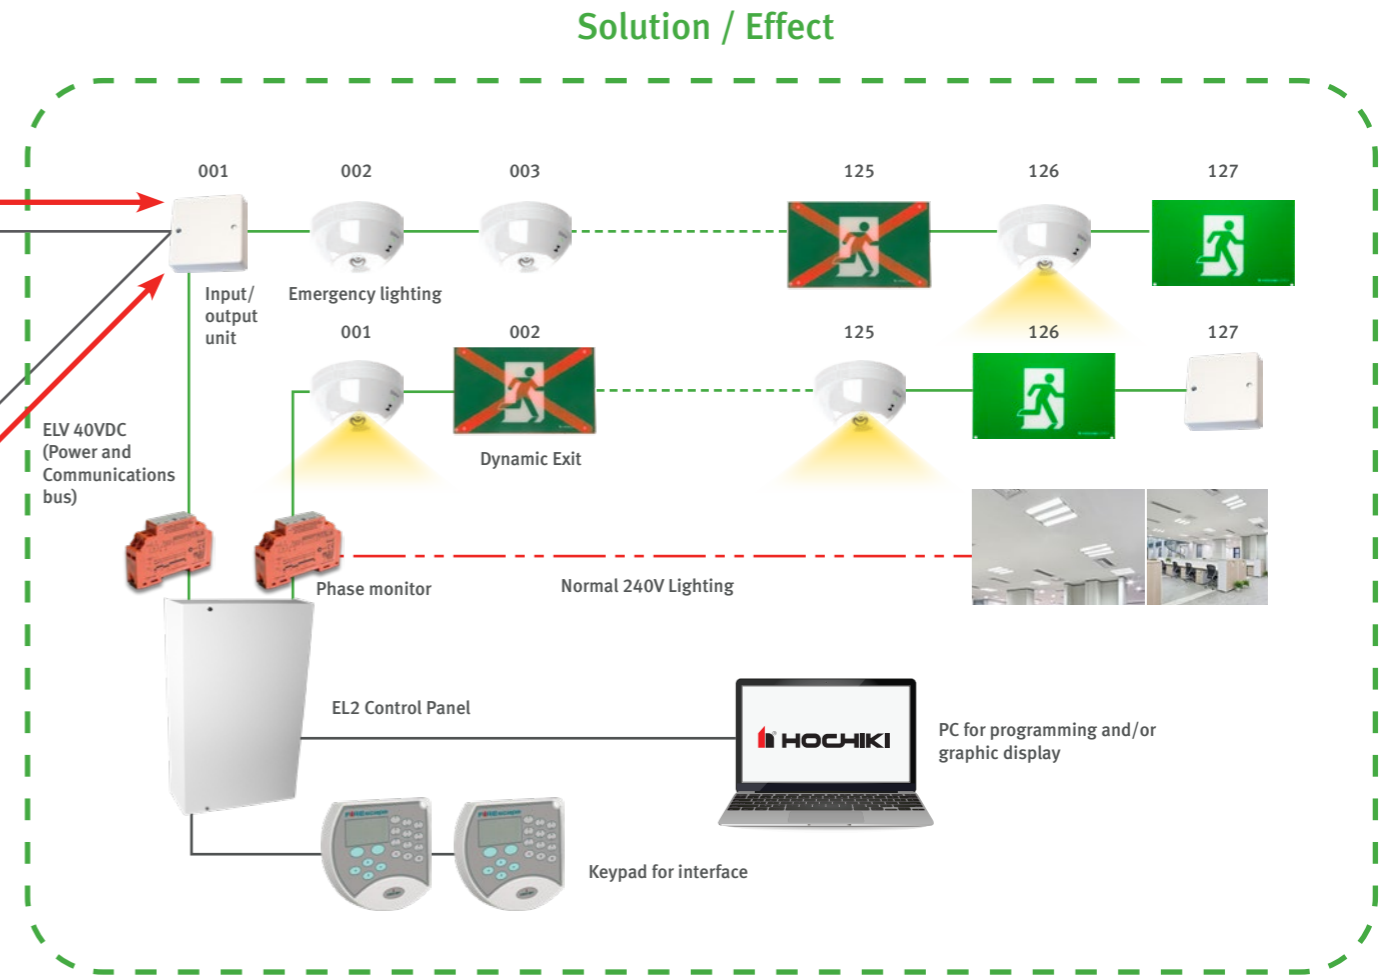 Solution / Effect
001
002
003
125
126
127
Input/
output
unit
Emergency lighting
001
002
125
126
127
Dynamic Exit
ELV 40VDC
(Power and
Communications
bus)
Phase monitor
Normal 240V Lighting
EL2 Control Panel
HOCHIKI
PC for programming and/or
graphic display
Keypad for interface